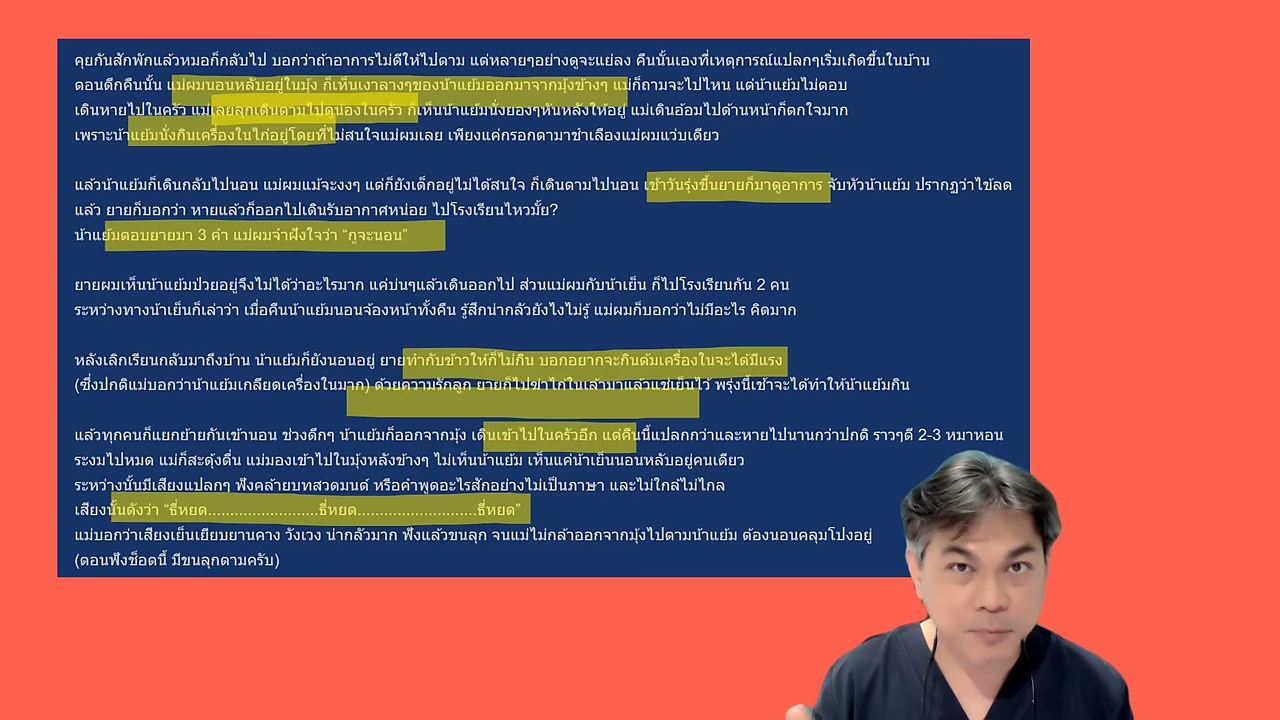 คุยกันสักพักแล้วหมอก็กลับไป บอกว่าถ้าอาการไม่ดีให้ไปตาม แต่หลายๆอย่างดูจะแย่ลง คืนนั้นเองที่เหตุการณ์แปลกๆเริ่มเกิดขึ้นในบ้าน
ตอนดึกคืนนั้น แม่ผมนอนหลับอยู่ในมุ้ง ก็เห็นเงาลางๆของน้าแย้มออกมาจากมุ้งข้างๆ แม่ก็ถามจะไปไหน แต่น้าแย้มไม่ตอบ
เดินหายไปในครัว แม่เลยลุกเดินตามไปดูน้องในครัว ก็เห็นน้าแย้มนั่งยองๆหันหลังให้อยู่ แม่เดินอ้อมไปด้านหน้าก็ตกใจมาก
เพราะน้าแย้มนั่งกินเครื่องในไก่อยู่โดยที่ไม่สนใจแม่ผมเลย เพียงแค่กรอกตามาชำเลืองแม่ผมแว่บเดียว
แล้วน้าแย้มก็เดินกลับไปนอน แม่ผมแม้จะงงๆ แต่ก็ยังเด็กอยู่ไม่ได้สนใจ ก็เดินตามไปนอน เช้าวันรุ่งขึ้นยายก็มาดูอาการ จับหัวน้าแย้ม ปรากฏว่าไข้ลด
แล้ว ยายก็บอกว่า หายแล้วก็ออกไปเดินรับอากาศหน่อย ไปโรงเรียนไหวมั้ย?
น้าแย้มตอบยายมา 3 คำ แม่ผมจำฝังใจว่า “กูจะนอน”
ยายผมเห็นน้าแย้มป่วยอยู่จึงไม่ได้ว่าอะไรมาก แค่บ่นๆแล้วเดินออกไป ส่วนแม่ผมกับน้าเย็น ก็ไปโรงเรียนกัน 2 คน
ระหว่างทางน้าเย็นก็เล่าว่า เมื่อคืนน้าแย้มนอนจ้องหน้าทั้งคืน รู้สึกน่ากลัวยังไงไม่รู้ แม่ผมก็บอกว่าไม่มีอะไร คิดมาก
หลังเลิกเรียนกลับมาถึงบ้าน น้าแย้มก็ยังนอนอยู่ ยายทำกับข้าวให้ก็ไม่กิน บอกอยากจะกินต้มเครื่องในจะได้มีแรง
(ซึ่งปกติแม่บอกว่าน้าแย้มเกลียดเครื่องในมาก) ด้วยความรักลูก ยายก็ไปฆ่าไก่ในเล้ามาแล้วแช่เย็นไว้ พรุ่งนี้เช้าจะได้ทำให้น้าแย้มกิน
แล้วทุกคนก็แยกย้ายกันเข้านอน ช่วงดึกๆ น้าแย้มก็ออกจากมุ้ง เดินเข้าไปในครัวอีก แต่คืนนี้แปลกกว่าและหายไปนานกว่าปกติ ราวๆตี 2-3 หมาหอน
ระงมไปหมด แม่ก็สะดุ้งตื่น แม่มองเข้าไปในมุ้งหลังข้างๆ ไม่เห็นน้าแย้ม เห็นแค่น้าเย็นนอนหลับอยู่คนเดียว
ระหว่างนั้นมีเสียงแปลกๆ ฟังคล้ายบทสวดมนต์ หรือคำพูดอะไรสักอย่างไม่เป็นภาษา และไม่ใกล้ไม่ไกล
เสียงนั้นดังว่า “ธี่หยด.........................ธี่หยด...........................ธี่หยด”
แม่บอกว่าเสียงเย็นเยียบยานคาง วังเวง น่ากลัวมาก ฟังแล้วขนลุก จนแม่ไม่กล้าออกจากมุ้งไปตามน้าแย้ม ต้องนอนคลุมโปงอยู่
(ตอนฟังช็อตนี้ มีขนลุกตามครับ)